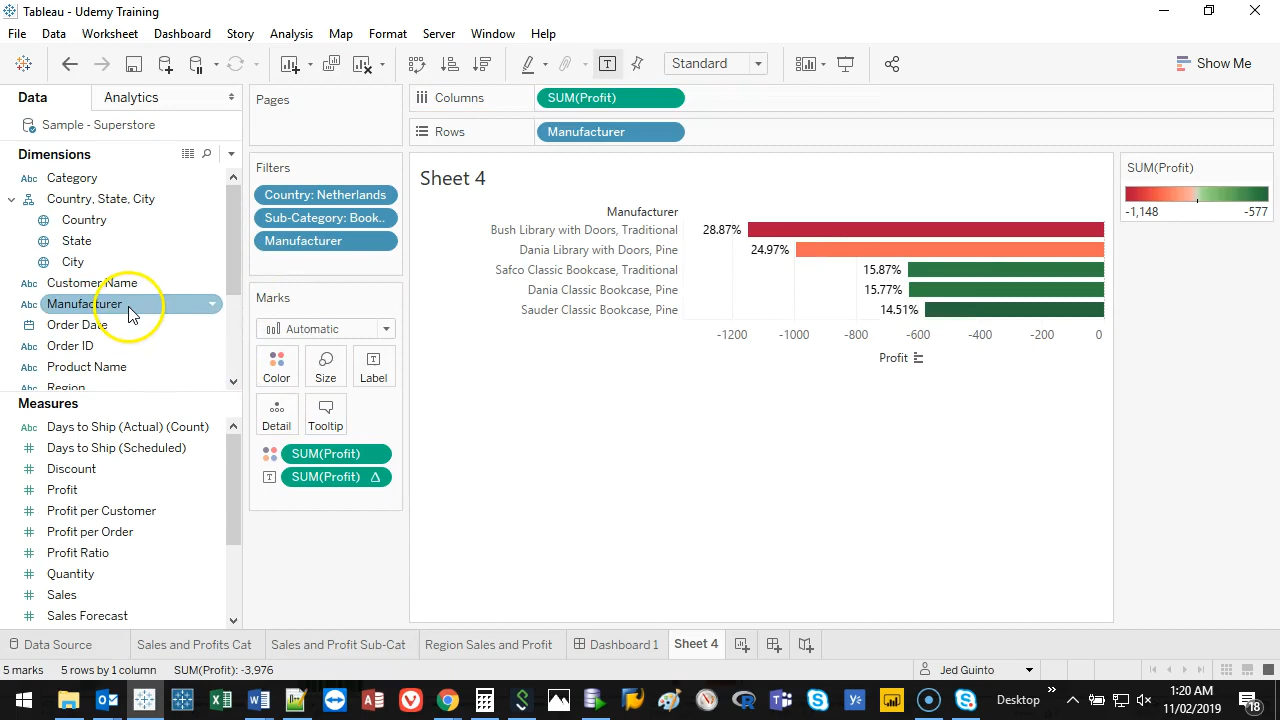 Tableau - Udemy Training
File Data Worksheet Dashboard Story Analysis Map Format Server Window Help
Standard
Show Me
Data Analytics
Sample - Superstore
Dimensions
Abc Category
Country, State, City
Country
State
City
Abc Customer Name
Abc Manufacturer
Order Date
Abc Order ID
Abc Product Name
Abc Region
Measures
Abc Days to Ship (Actual) (Count)
Days to Ship (Scheduled)
Discount
Profit
Profit per Customer
Profit per Order
Profit Ratio
Quantity
Sales
Sales Forecast
Pages
Filters
Country: Netherlands
Sub-Category: Book..
Manufacturer
Marks
Automatic
Color Size Label
Detail Tooltip
SUM(Profit)
SUM(Profit) Δ
Columns SUM(Profit)
Rows Manufacturer
Sheet 4
Manufacturer
Bush Library with Doors, Traditional 28.87%
Dania Library with Doors, Pine 24.97%
Safco Classic Bookcase, Traditional 15.87%
Dania Classic Bookcase, Pine 15.77%
Sauder Classic Bookcase, Pine 14.51%
-1200 -1000 -800 -600 -400 -200 0
Profit
SUM(Profit)
-1,148 -577
Data Source Sales and Profits Cat Sales and Profit Sub-Cat Region Sales and Profit Dashboard 1 Sheet 4
5 marks 5 rows by 1 column SUM(Profit): -3,976 Jed Guinto
Desktop
1:20 AM
11/02/2019
18